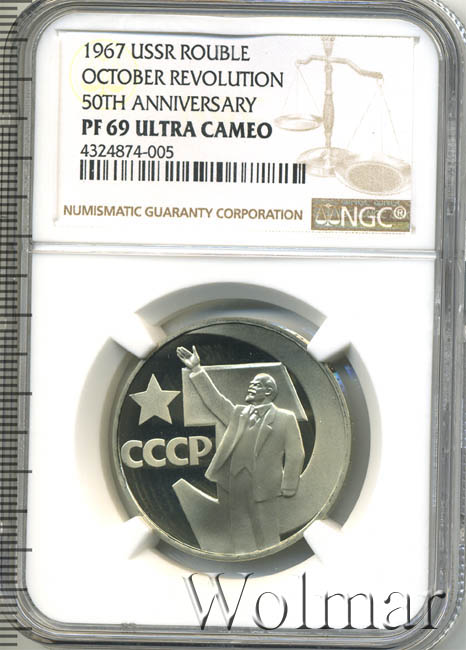 1967 USSR ROUBLE
OCTOBER REVOLUTION
50TH ANNIVERSARY
PF 69 ULTRA CAMEO
4324874-005
NUMISMATIC GUARANTY CORPORATION
NGC®
СССР
Wolmar